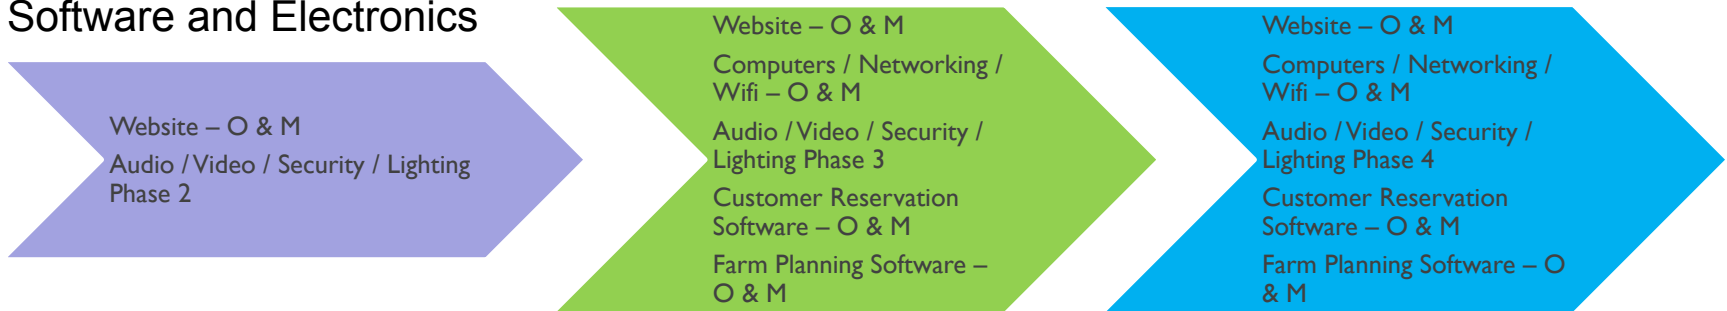 Software and Electronics
Website – O & M
Audio / Video / Security / Lighting
Phase 2
Website – O & M
Computers / Networking /
Wifi – O & M
Audio / Video / Security /
Lighting Phase 3
Customer Reservation
Software – O & M
Farm Planning Software –
O & M
Website – O & M
Computers / Networking /
Wifi – O & M
Audio / Video / Security /
Lighting Phase 4
Customer Reservation
Software – O & M
Farm Planning Software – O
& M